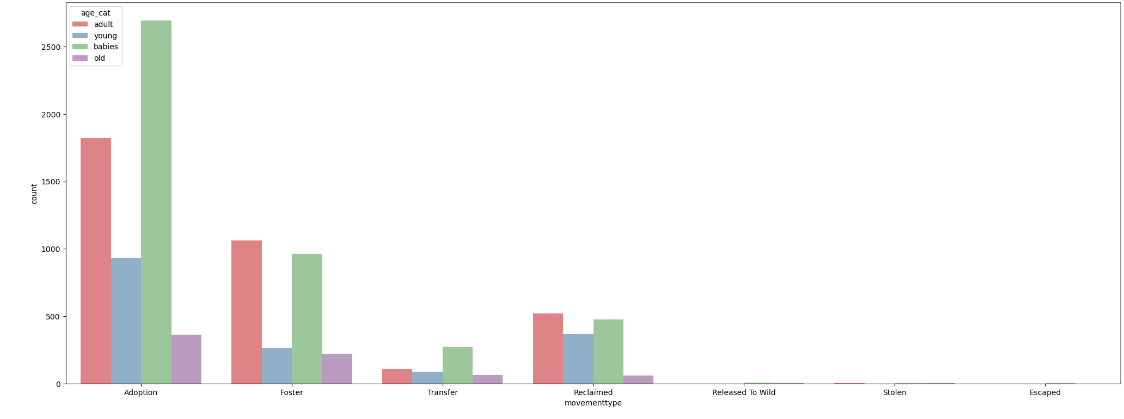 age_cat
adult
young
babies
old
2500
2000
1500
1000
500
0
count
Adoption
Foster
Transfer
Reclaimed
Released To Wild
Stolen
Escaped
movementtype